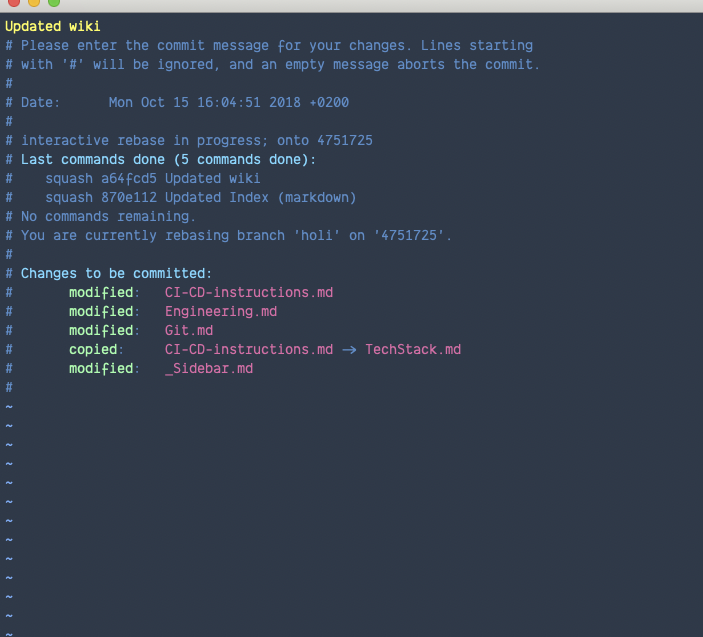 Updated wiki
# Please enter the commit message for your changes. Lines starting
# with '#' will be ignored, and an empty message aborts the commit.
#
# Date:      Mon Oct 15 16:04:51 2018 +0200
#
# interactive rebase in progress; onto 4751725
# Last commands done (5 commands done):
#    squash a64fcd5 Updated wiki
#    squash 870e112 Updated Index (markdown)
# No commands remaining.
# You are currently rebasing branch 'holi' on '4751725'.
#
# Changes to be committed:
#       modified:   CI-CD-instructions.md
#       modified:   Engineering.md
#       modified:   Git.md
#       copied:     CI-CD-instructions.md -> TechStack.md
#       modified:   _Sidebar.md
#
~
~
~
~
~
~
~
~
~
~
~
~
~